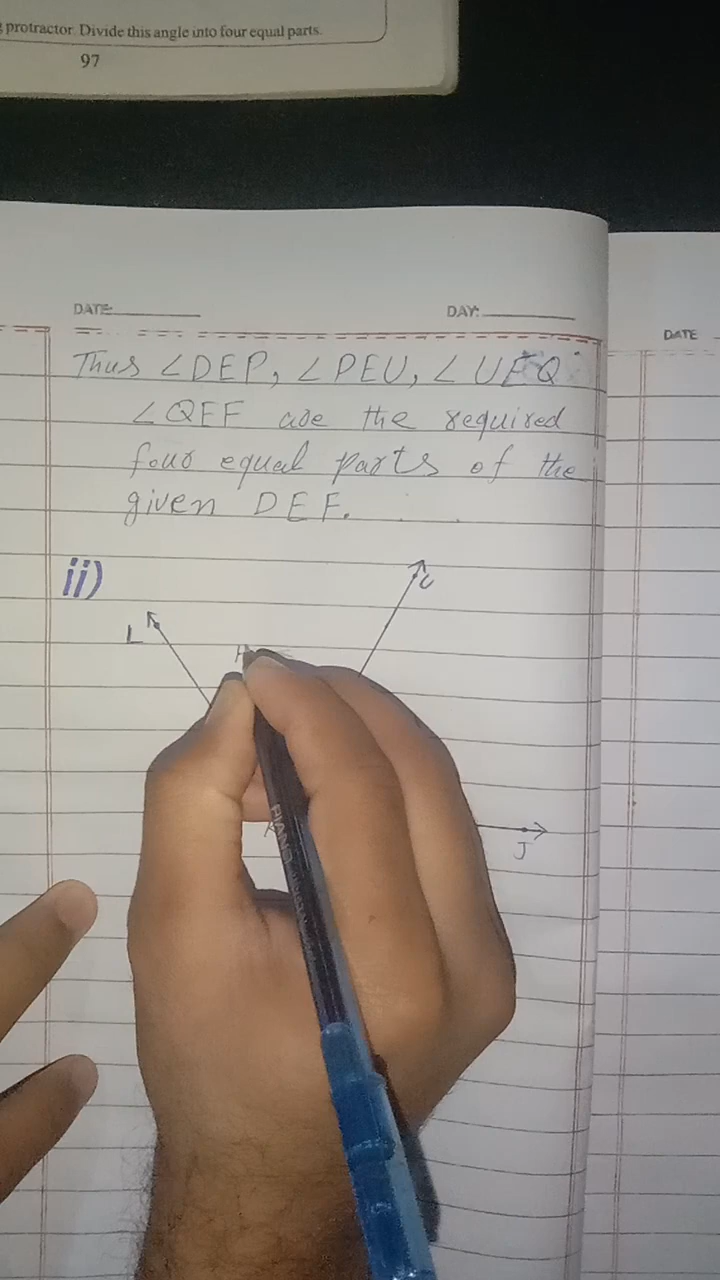 protractor. Divide this angle into four equal parts.
97
DATE: DAY:
DATE
Thus ∠DEP, ∠PEU, ∠UEQ
∠QEF are the required
four equal parts of the
given DEF.
ii)
L
K
J
PIANO